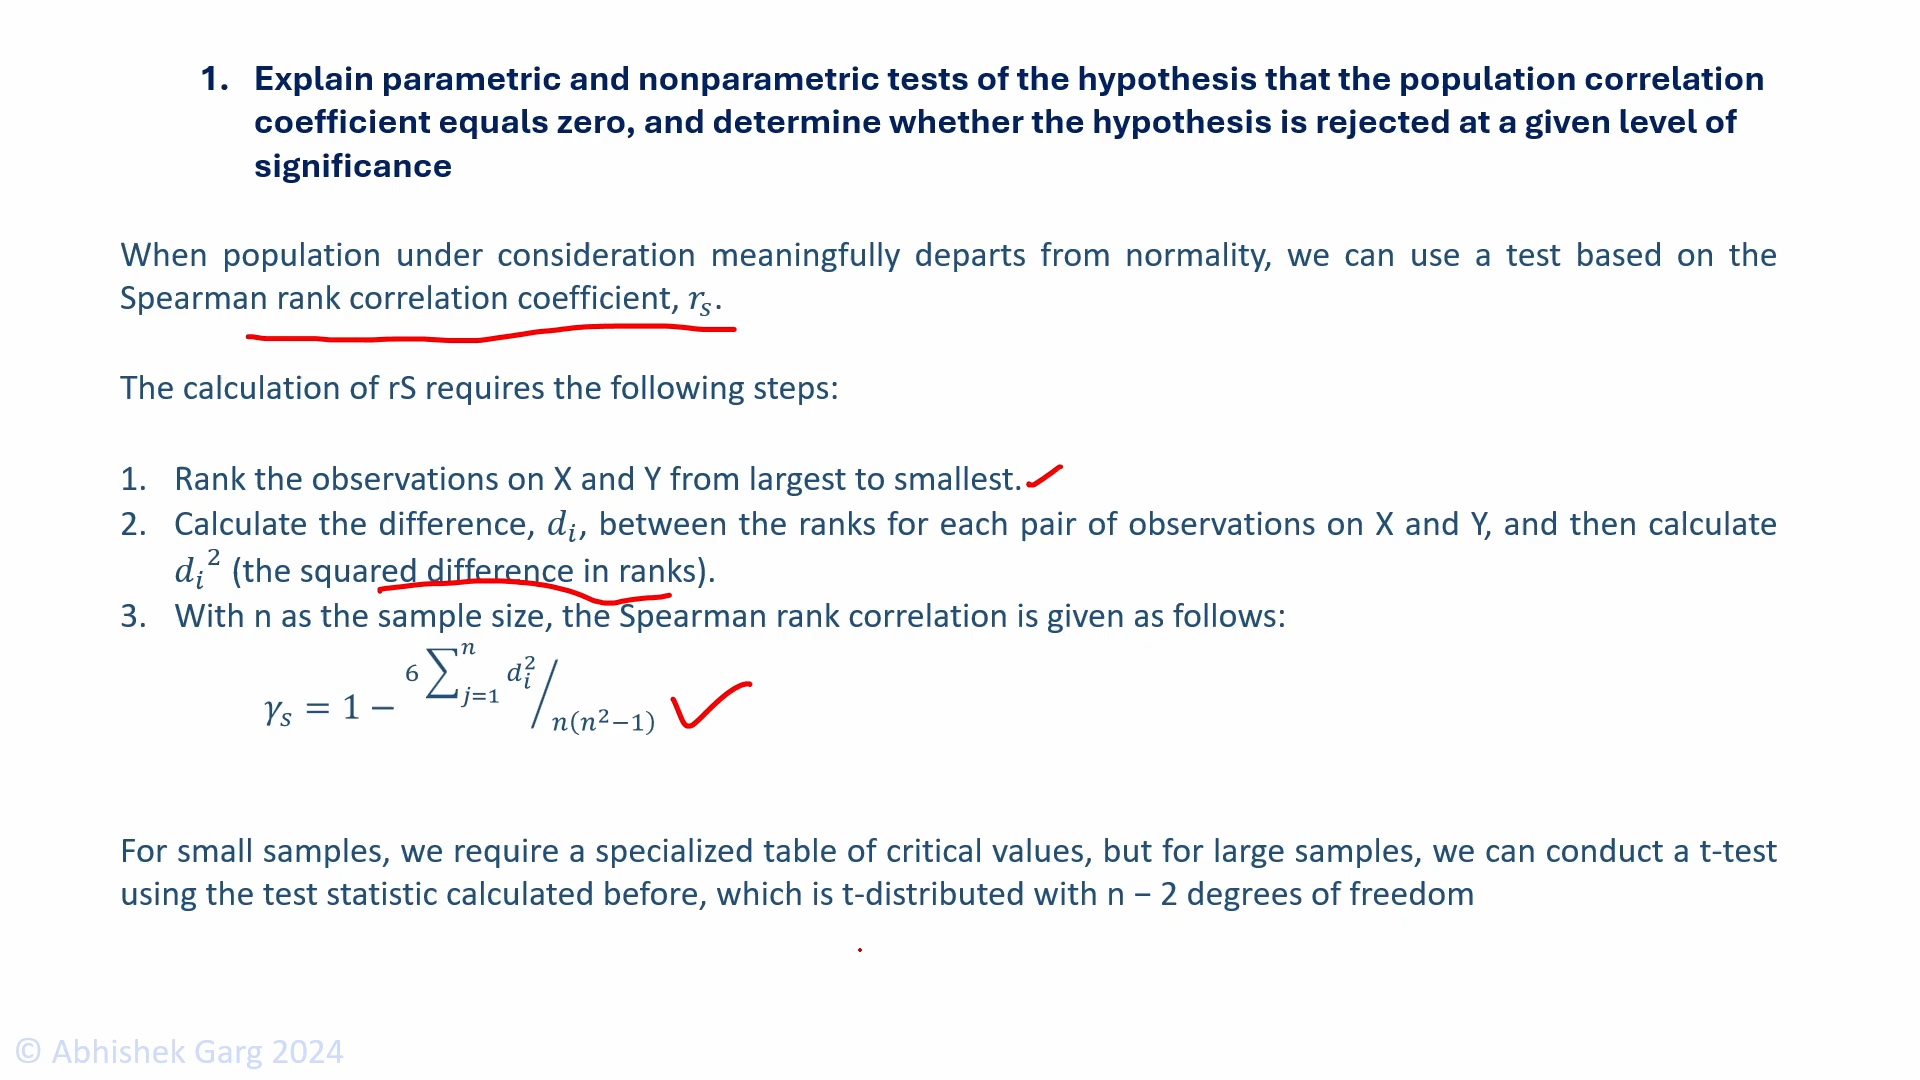 1. Explain parametric and nonparametric tests of the hypothesis that the population correlation
coefficient equals zero, and determine whether the hypothesis is rejected at a given level of
significance
When population under consideration meaningfully departs from normality, we can use a test based on the
Spearman rank correlation coefficient, rₛ.
The calculation of rS requires the following steps:
1. Rank the observations on X and Y from largest to smallest.
2. Calculate the difference, dᵢ, between the ranks for each pair of observations on X and Y, and then calculate
dᵢ² (the squared difference in ranks).
3. With n as the sample size, the Spearman rank correlation is given as follows:
γₛ = 1 − 6 ∑ⁿⱼ₌₁ dᵢ² / n(n²−1)
For small samples, we require a specialized table of critical values, but for large samples, we can conduct a t-test
using the test statistic calculated before, which is t-distributed with n − 2 degrees of freedom
© Abhishek Garg 2024